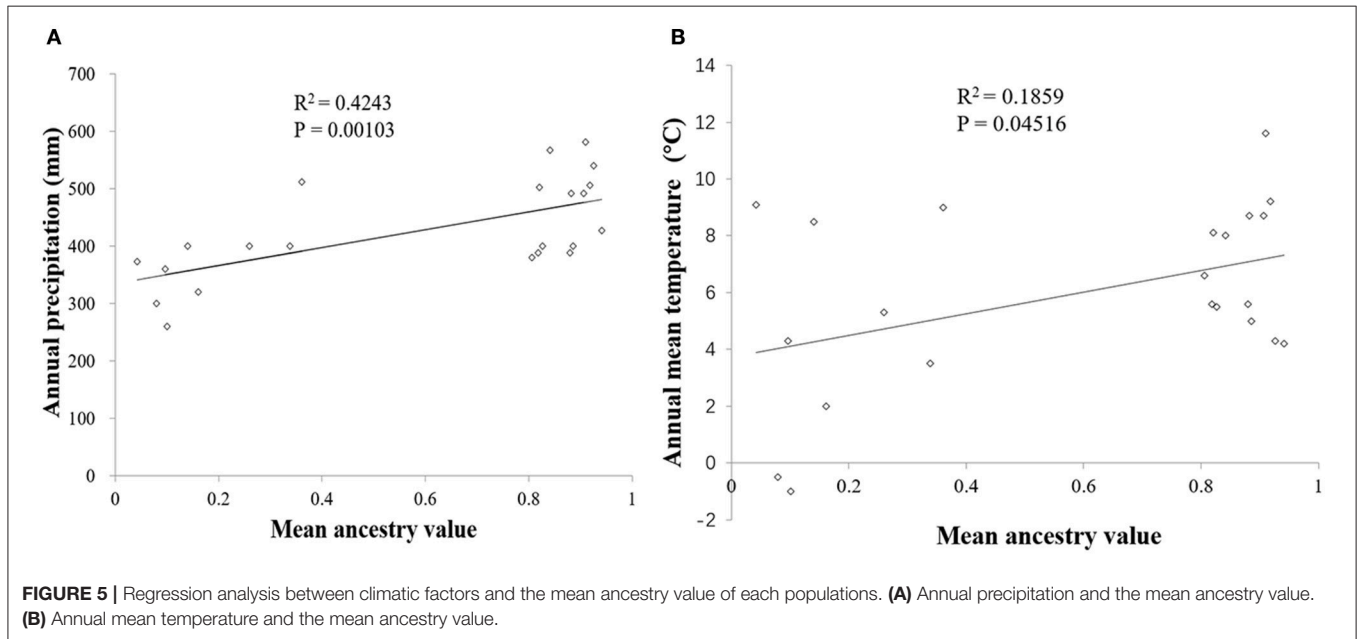 A
700
600
500
400
300
200
100
0
Annual precipitation (mm)
R² = 0.4243
P = 0.00103
0 0.2 0.4 0.6 0.8 1
Mean ancestry value
B
14
12
10
8
6
4
2
0
-2
Annual mean temperature (°C)
R² = 0.1859
P = 0.04516
0 0.2 0.4 0.6 0.8 1
Mean ancestry value
FIGURE 5 | Regression analysis between climatic factors and the mean ancestry value of each populations. (A) Annual precipitation and the mean ancestry value.
(B) Annual mean temperature and the mean ancestry value.